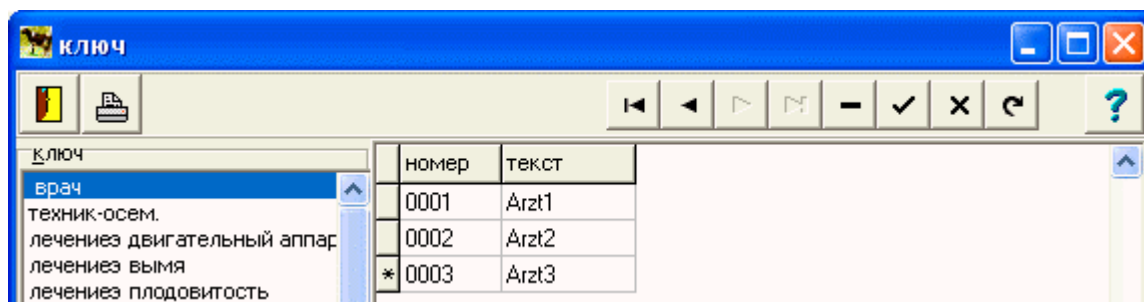 ключ
?
Ключ
врач
техник-осем.
лечениеэ двигательный аппар
лечениеэ вымя
лечениеэ плодовитость
номер текст
0001 Arzt1
0002 Arzt2
* 0003 Arzt3